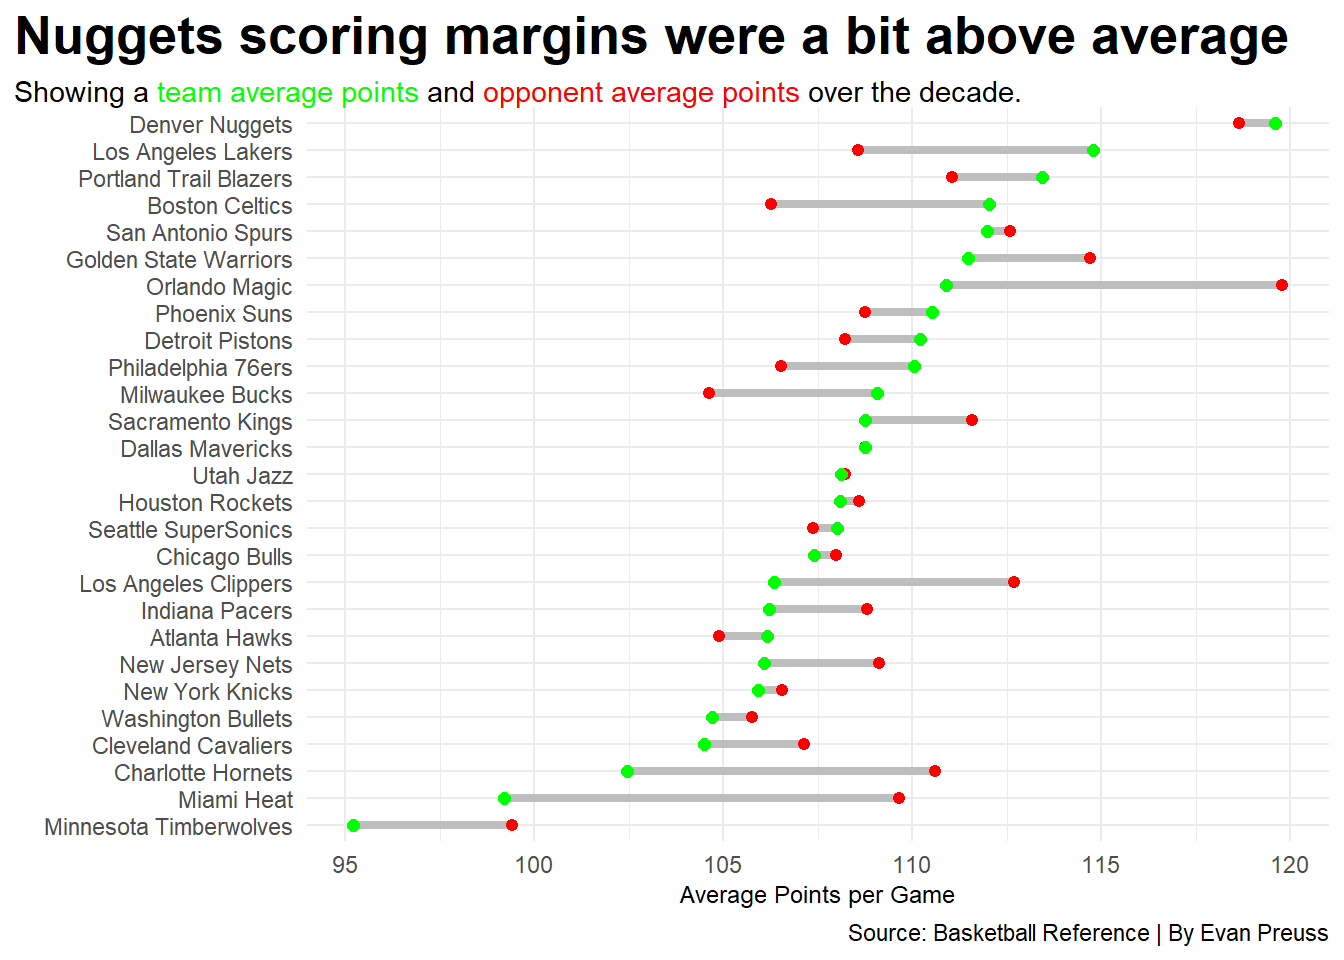 Nuggets scoring margins were a bit above average
Showing a team average points and opponent average points over the decade.
Denver Nuggets
Los Angeles Lakers
Portland Trail Blazers
Boston Celtics
San Antonio Spurs
Golden State Warriors
Orlando Magic
Phoenix Suns
Detroit Pistons
Philadelphia 76ers
Milwaukee Bucks
Sacramento Kings
Dallas Mavericks
Utah Jazz
Houston Rockets
Seattle SuperSonics
Chicago Bulls
Los Angeles Clippers
Indiana Pacers
Atlanta Hawks
New Jersey Nets
New York Knicks
Washington Bullets
Cleveland Cavaliers
Charlotte Hornets
Miami Heat
Minnesota Timberwolves
95 100 105 110 115 120
Average Points per Game
Source: Basketball Reference | By Evan Preuss